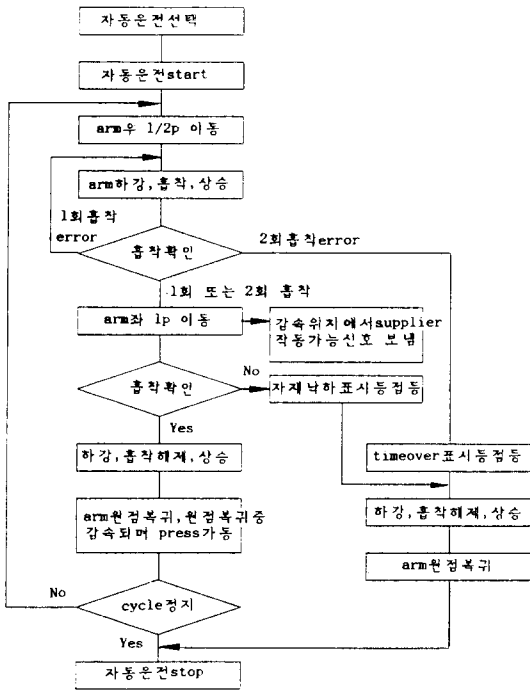 자동운전선택
자동운전start
arm우 1/2p 이동
arm하강,흡착,상승
1회흡착
error
흡착확인
2회흡착error
1회 또는 2회 흡착
arm좌 1p 이동
감속위치에서supplier
작동가능신호 보냄
흡착확인
No
자재낙하표시등점등
Yes
하강,흡착해제,상승
timeover표시등점등
arm원점복귀,원점복귀중
감속되며 press가동
하강,흡착해제,상승
arm원점복귀
No
cycle정지
Yes
자동운전stop